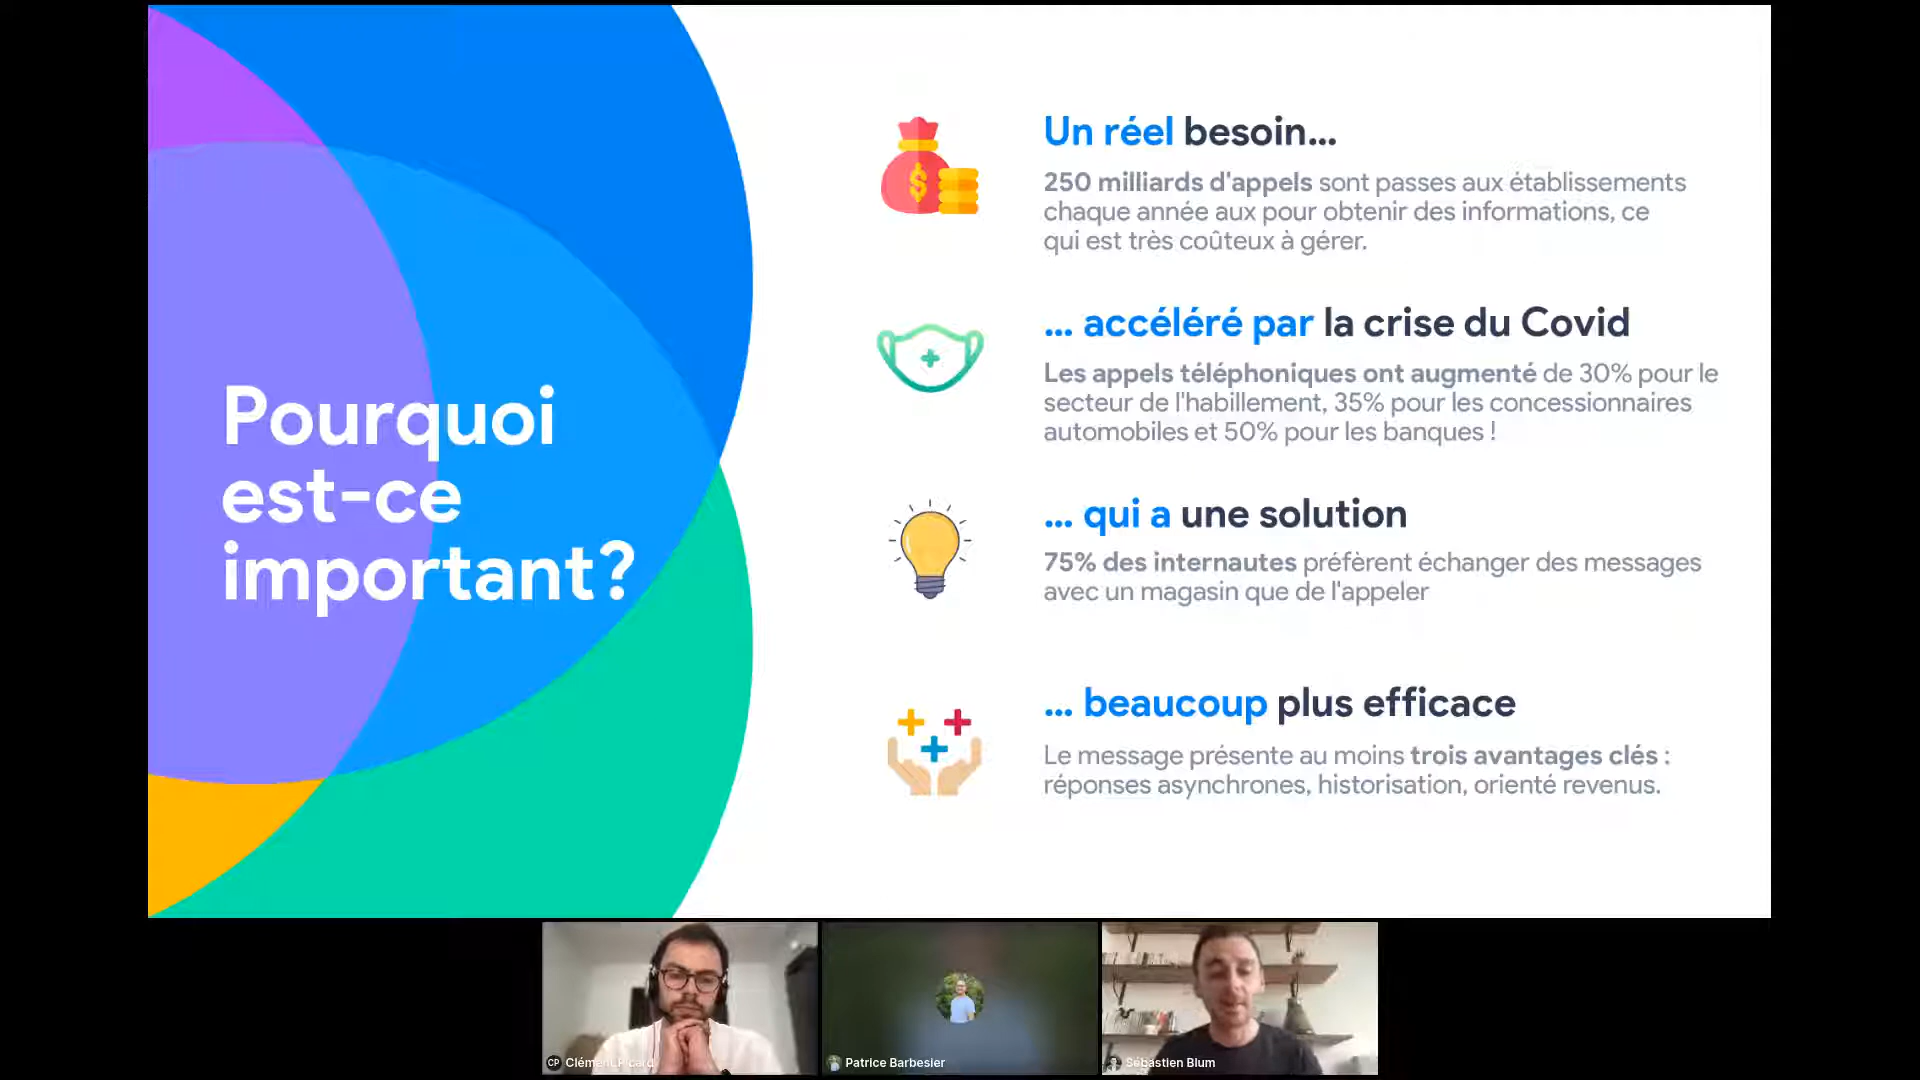 Pourquoi
est-ce
important?
Un réel besoin...
250 milliards d'appels sont passes aux établissements
chaque année aux pour obtenir des informations, ce
qui est très coûteux à gérer.
... accéléré par la crise du Covid
Les appels téléphoniques ont augmenté de 30% pour le
secteur de l'habillement, 35% pour les concessionnaires
automobiles et 50% pour les banques !
... qui a une solution
75% des internautes préfèrent échanger des messages
avec un magasin que de l'appeler
... beaucoup plus efficace
Le message présente au moins trois avantages clés :
réponses asynchrones, historisation, orienté revenus.
CP Clément Picard
Patrice Barbesier
Sébastien Blum